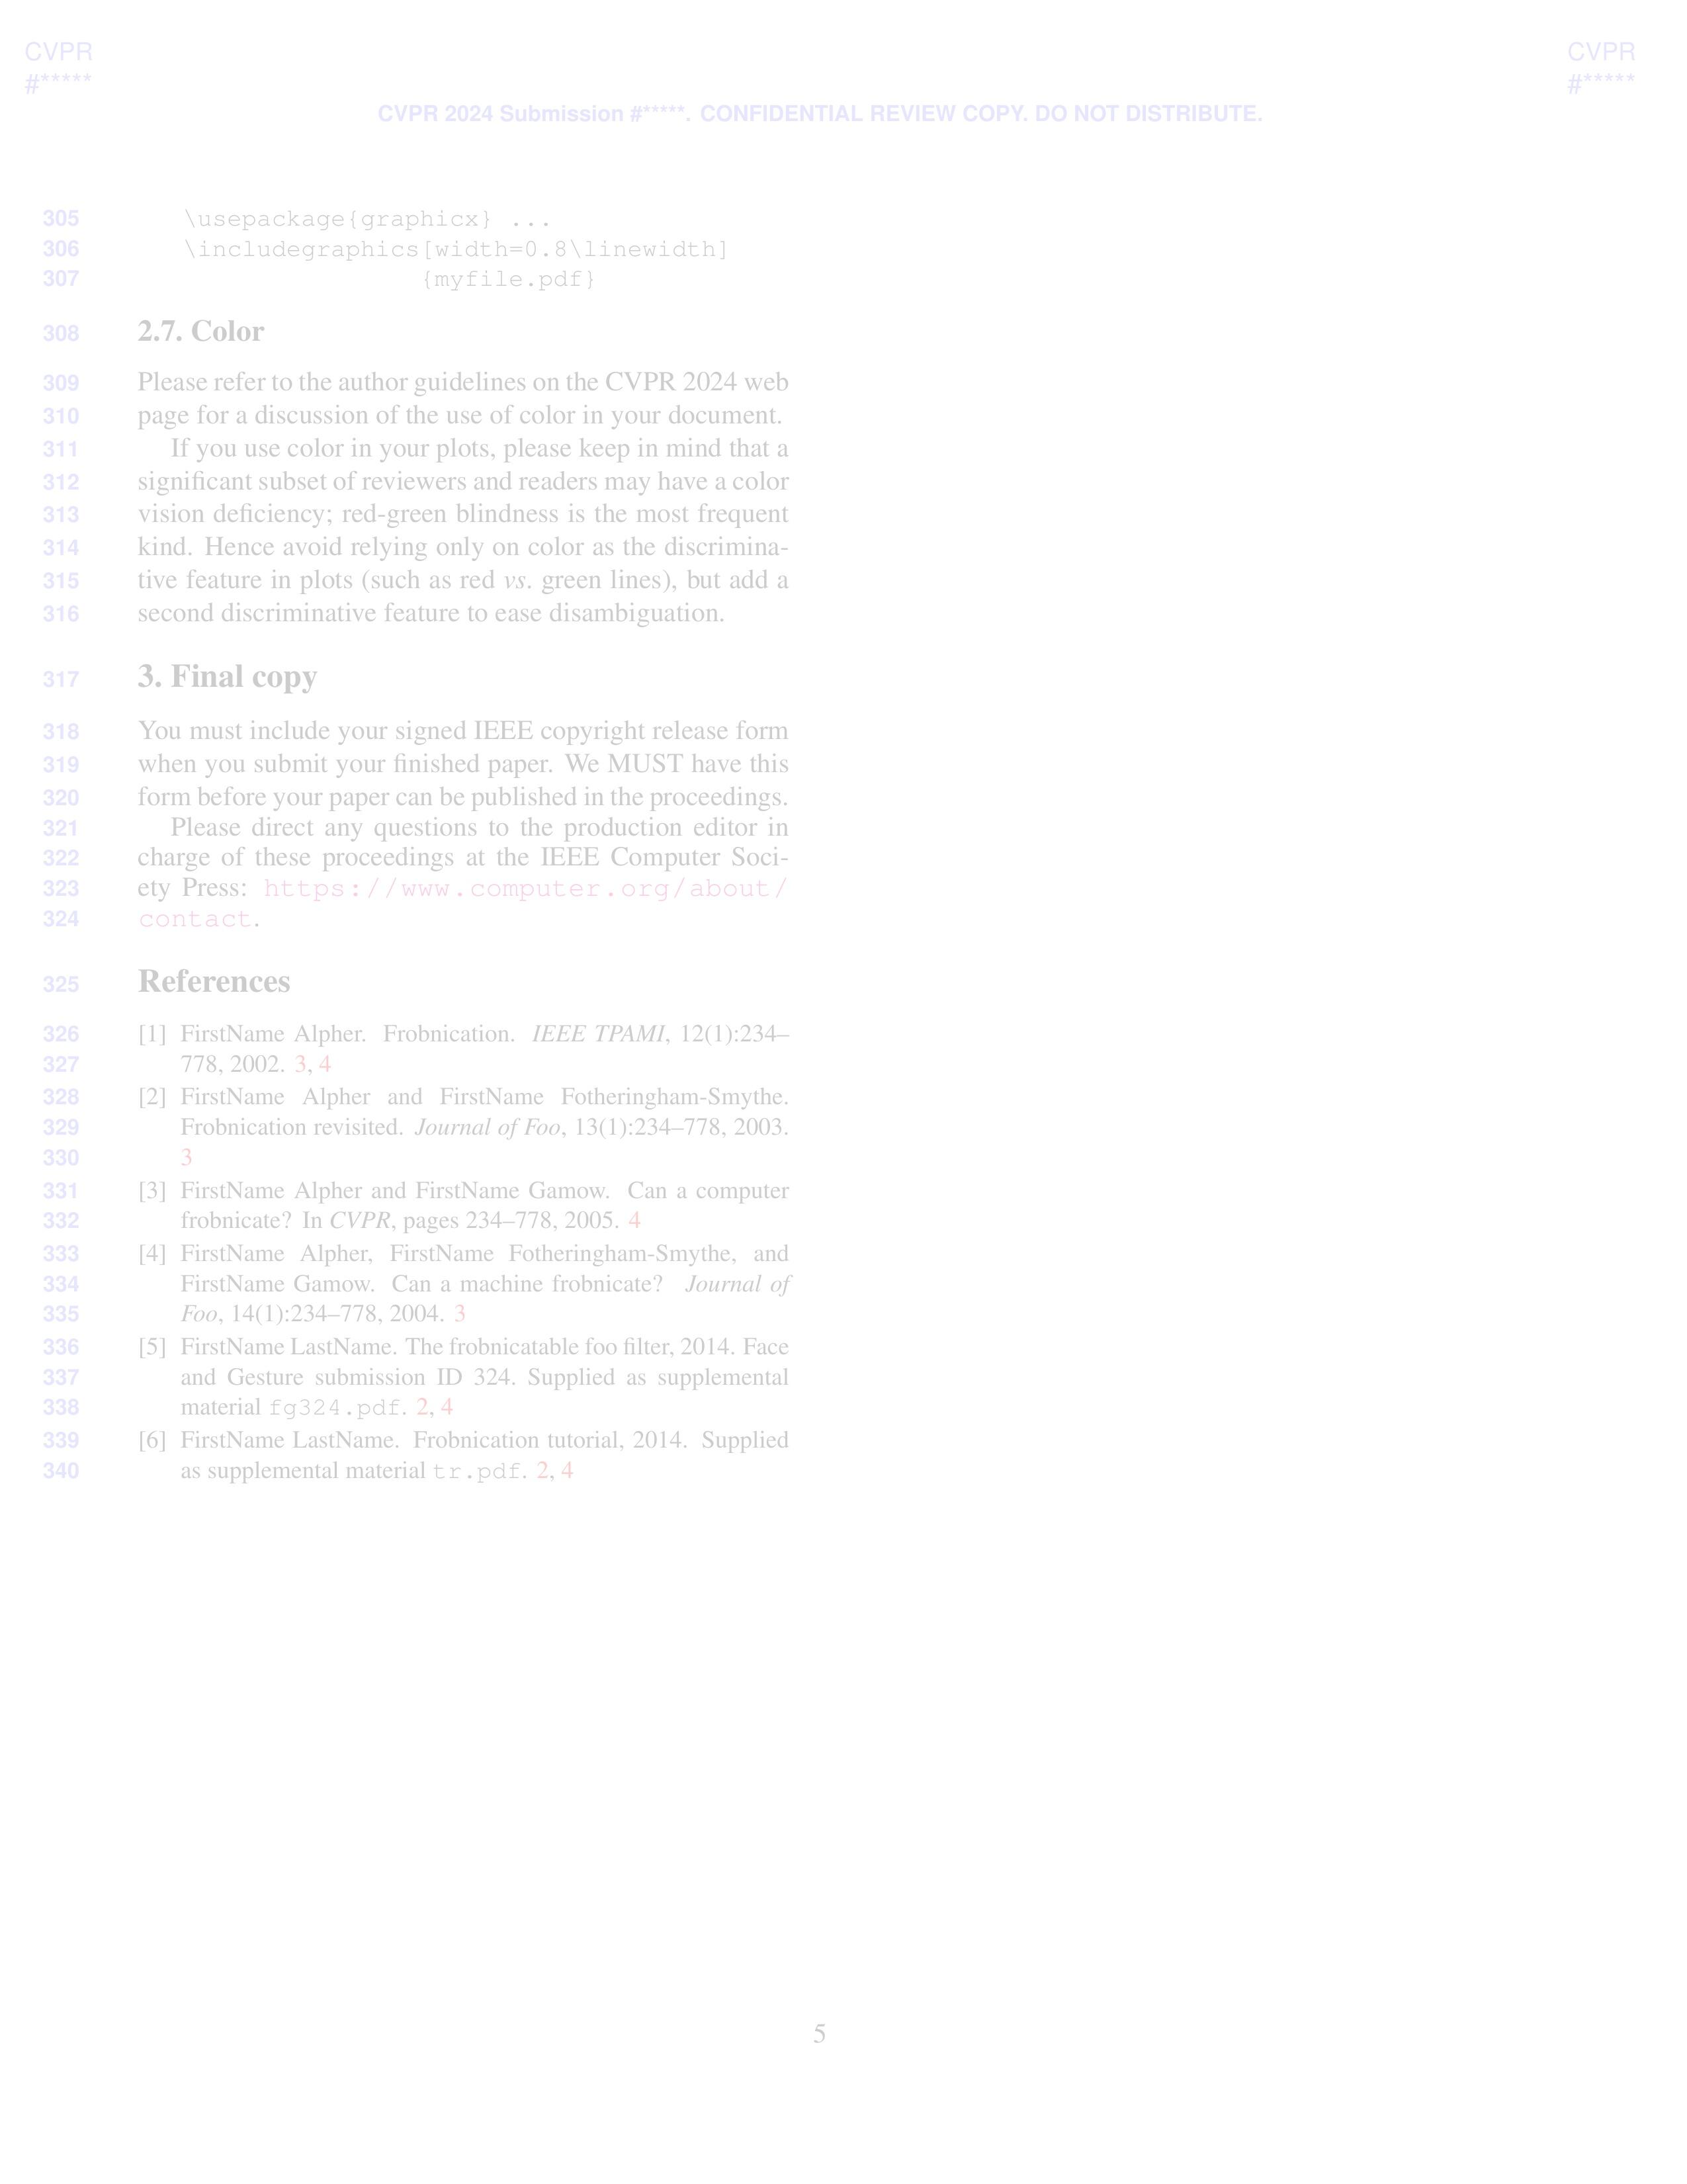 CVPR
#*****
CVPR
#*****
CVPR 2024 Submission #*****. CONFIDENTIAL REVIEW COPY. DO NOT DISTRIBUTE.
305 \usepackage{graphicx} ...
306 \includegraphics[width=0.8\linewidth]
307 {myfile.pdf}
308 2.7. Color
309 Please refer to the author guidelines on the CVPR 2024 web
310 page for a discussion of the use of color in your document.
311 If you use color in your plots, please keep in mind that a
312 significant subset of reviewers and readers may have a color
313 vision deficiency; red-green blindness is the most frequent
314 kind. Hence avoid relying only on color as the discrimina-
315 tive feature in plots (such as red vs. green lines), but add a
316 second discriminative feature to ease disambiguation.
317 3. Final copy
318 You must include your signed IEEE copyright release form
319 when you submit your finished paper. We MUST have this
320 form before your paper can be published in the proceedings.
321 Please direct any questions to the production editor in
322 charge of these proceedings at the IEEE Computer Soci-
323 ety Press: https://www.computer.org/about/
324 contact.
325 References
326 [1] FirstName Alpher. Frobnication. IEEE TPAMI, 12(1):234–
327 778, 2002. 3, 4
328 [2] FirstName Alpher and FirstName Fotheringham-Smythe.
329 Frobnication revisited. Journal of Foo, 13(1):234–778, 2003.
330 3
331 [3] FirstName Alpher and FirstName Gamow. Can a computer
332 frobnicate? In CVPR, pages 234–778, 2005. 4
333 [4] FirstName Alpher, FirstName Fotheringham-Smythe, and
334 FirstName Gamow. Can a machine frobnicate? Journal of
335 Foo, 14(1):234–778, 2004. 3
336 [5] FirstName LastName. The frobnicatable foo filter, 2014. Face
337 and Gesture submission ID 324. Supplied as supplemental
338 material fg324.pdf. 2, 4
339 [6] FirstName LastName. Frobnication tutorial, 2014. Supplied
340 as supplemental material tr.pdf. 2, 4
5